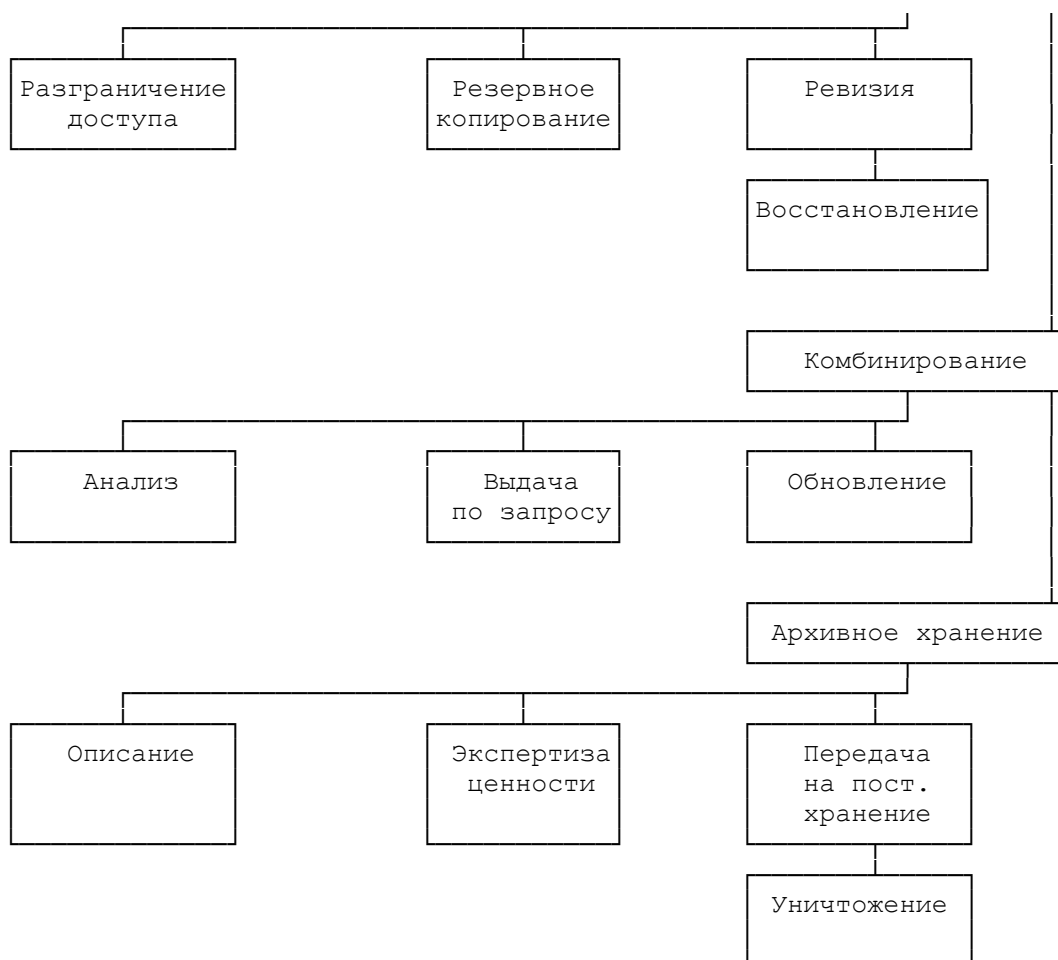 Разграничение
доступа
Резервное
копирование
Ревизия
Восстановление
Комбинирование
Анализ
Выдача
по запросу
Обновление
Архивное хранение
Описание
Экспертиза
ценности
Передача
на пост.
хранение
Уничтожение